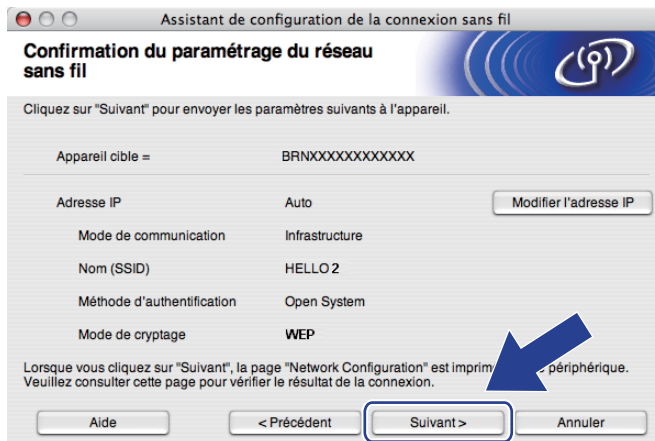 Assistant de configuration de la connexion sans fil
Confirmation du paramétrage du réseau
sans fil
Cliquez sur "Suivant" pour envoyer les paramètres suivants à l'appareil.
Appareil cible = BRNXXXXXXXXXXXX
Adresse IP Auto Modifier l'adresse IP
Mode de communication Infrastructure
Nom (SSID) HELLO 2
Méthode d'authentification Open System
Mode de cryptage WEP
Lorsque vous cliquez sur "Suivant", la page "Network Configuration" est périphérique.
Veuillez consulter cette page pour vérifier le résultat de la connexion.
Aide < Précédent Suivant > Annuler